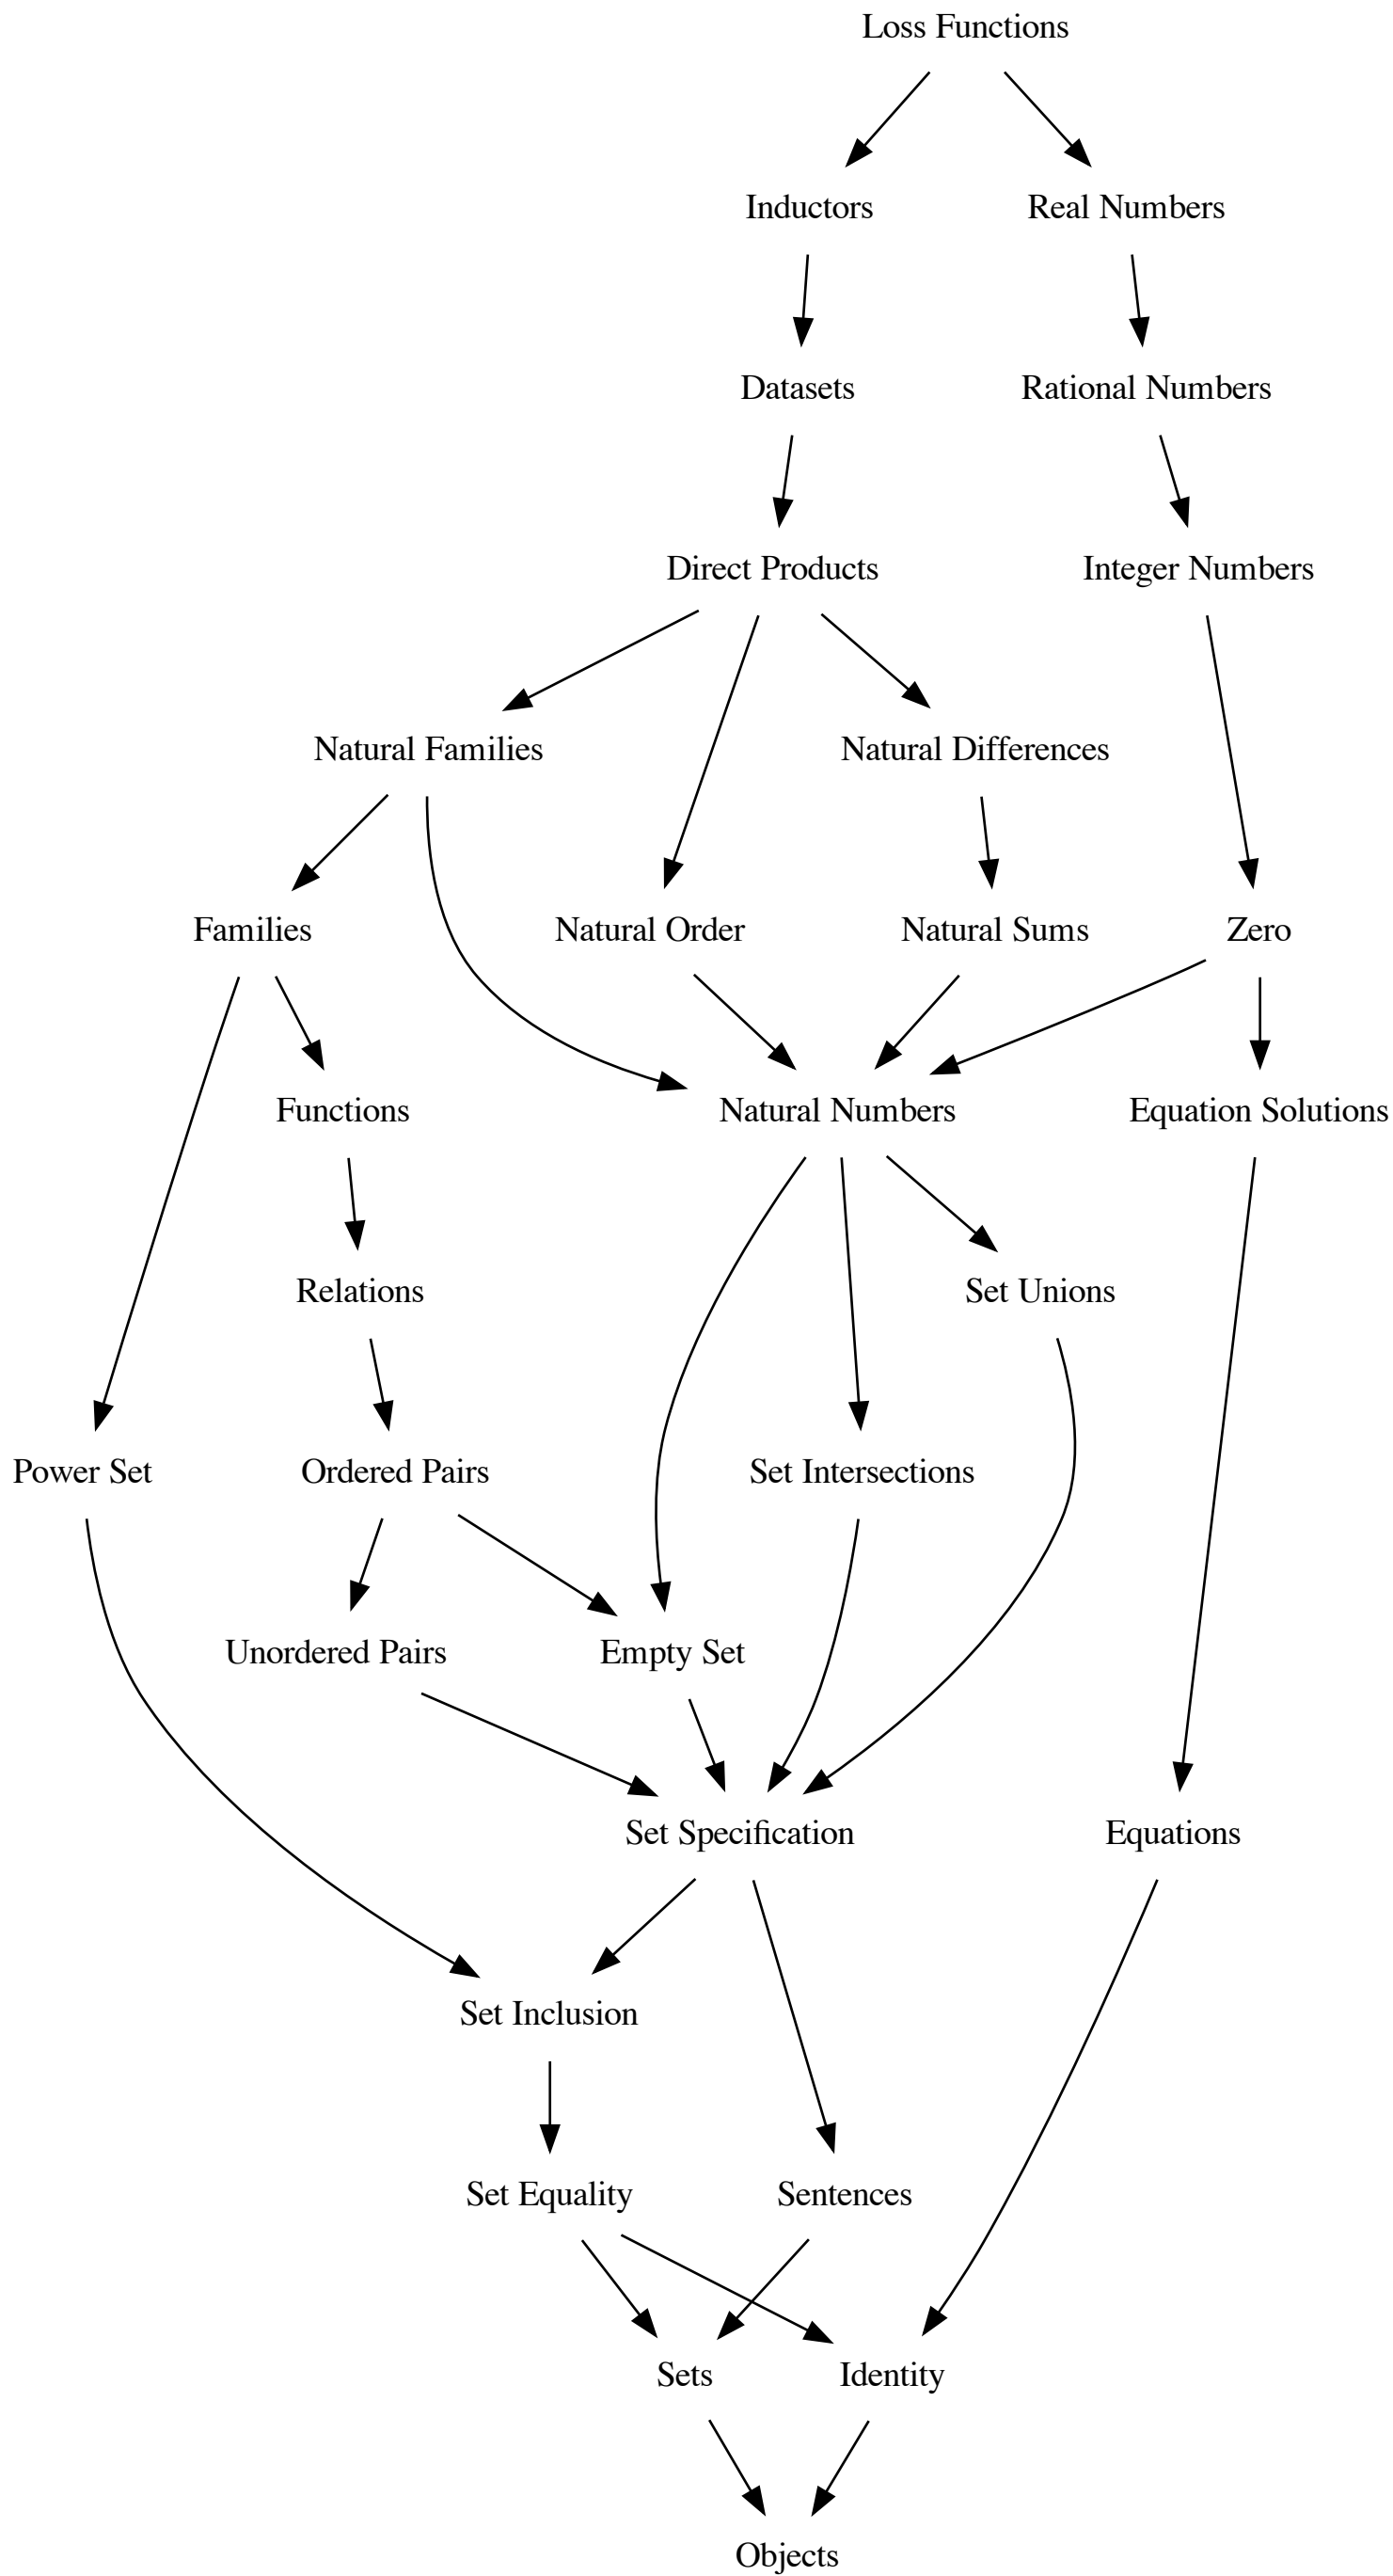 Loss Functions
Inductors
Real Numbers
Datasets
Rational Numbers
Direct Products
Integer Numbers
Natural Families
Natural Differences
Families
Natural Order
Natural Sums
Zero
Functions
Natural Numbers
Equation Solutions
Relations
Set Unions
Power Set
Ordered Pairs
Set Intersections
Unordered Pairs
Empty Set
Set Specification
Equations
Set Inclusion
Set Equality
Sentences
Sets
Identity
Objects